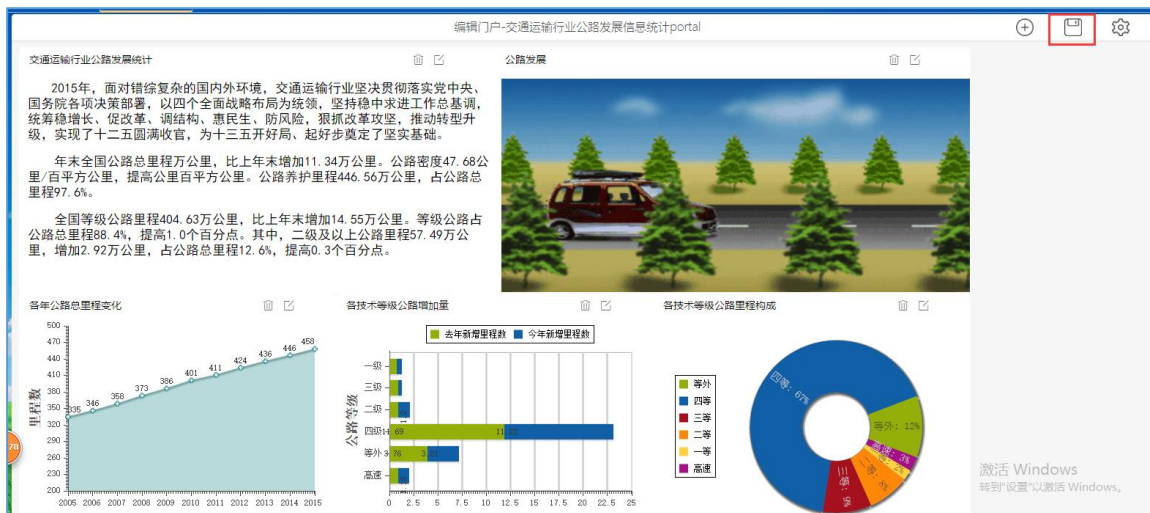 编辑门户-交通运输行业公路发展信息统计portal
交通运输行业公路发展统计
公路发展
2015年，面对错综复杂的国内外环境，交通运输行业坚决贯彻落实党中央、
国务院各项决策部署，以四个全面战略布局为统领，坚持稳中求进工作总基调，
统筹稳增长、促改革、调结构、惠民生、防风险，狠抓改革攻坚，推动转型升
级，实现了十二五圆满收官，为十三五开好局、起好步奠定了坚实基础。
年末全国公路总里程万公里，比上年末增加11.34万公里。公路密度47.68公
里/百平方公里，提高公里百平方公里。公路养护里程446.56万公里，占公路总
里程97.6%。
全国等级公路里程404.63万公里，比上年末增加14.55万公里。等级公路占
公路总里程88.4%，提高1.0个百分点。其中，二级及以上公路里程57.49万公
里，增加2.92万公里，占公路总里程12.6%，提高0.3个百分点。
各年公路总里程变化
里程数
500
470
440
410
380
350
320
290
260
230
200
335 346 358 373 386 401 411 424 436 446 458
2005 2006 2007 2008 2009 2010 2011 2012 2013 2014 2015
各技术等级公路增加量
去年新增里程数 今年新增里程数
公路等级
一级
三级
二级
四级
等外
高速
0 2.5 5 7.5 10 12.5 15 17.5 20 22.5 25
各技术等级公路里程构成
等外
四等
三等
二等
一等
高速
四等: 67%
等外: 12%
高速: 3%
二等: 8%
三等: 9%
78
激活 Windows
转到"设置"以激活 Windows。